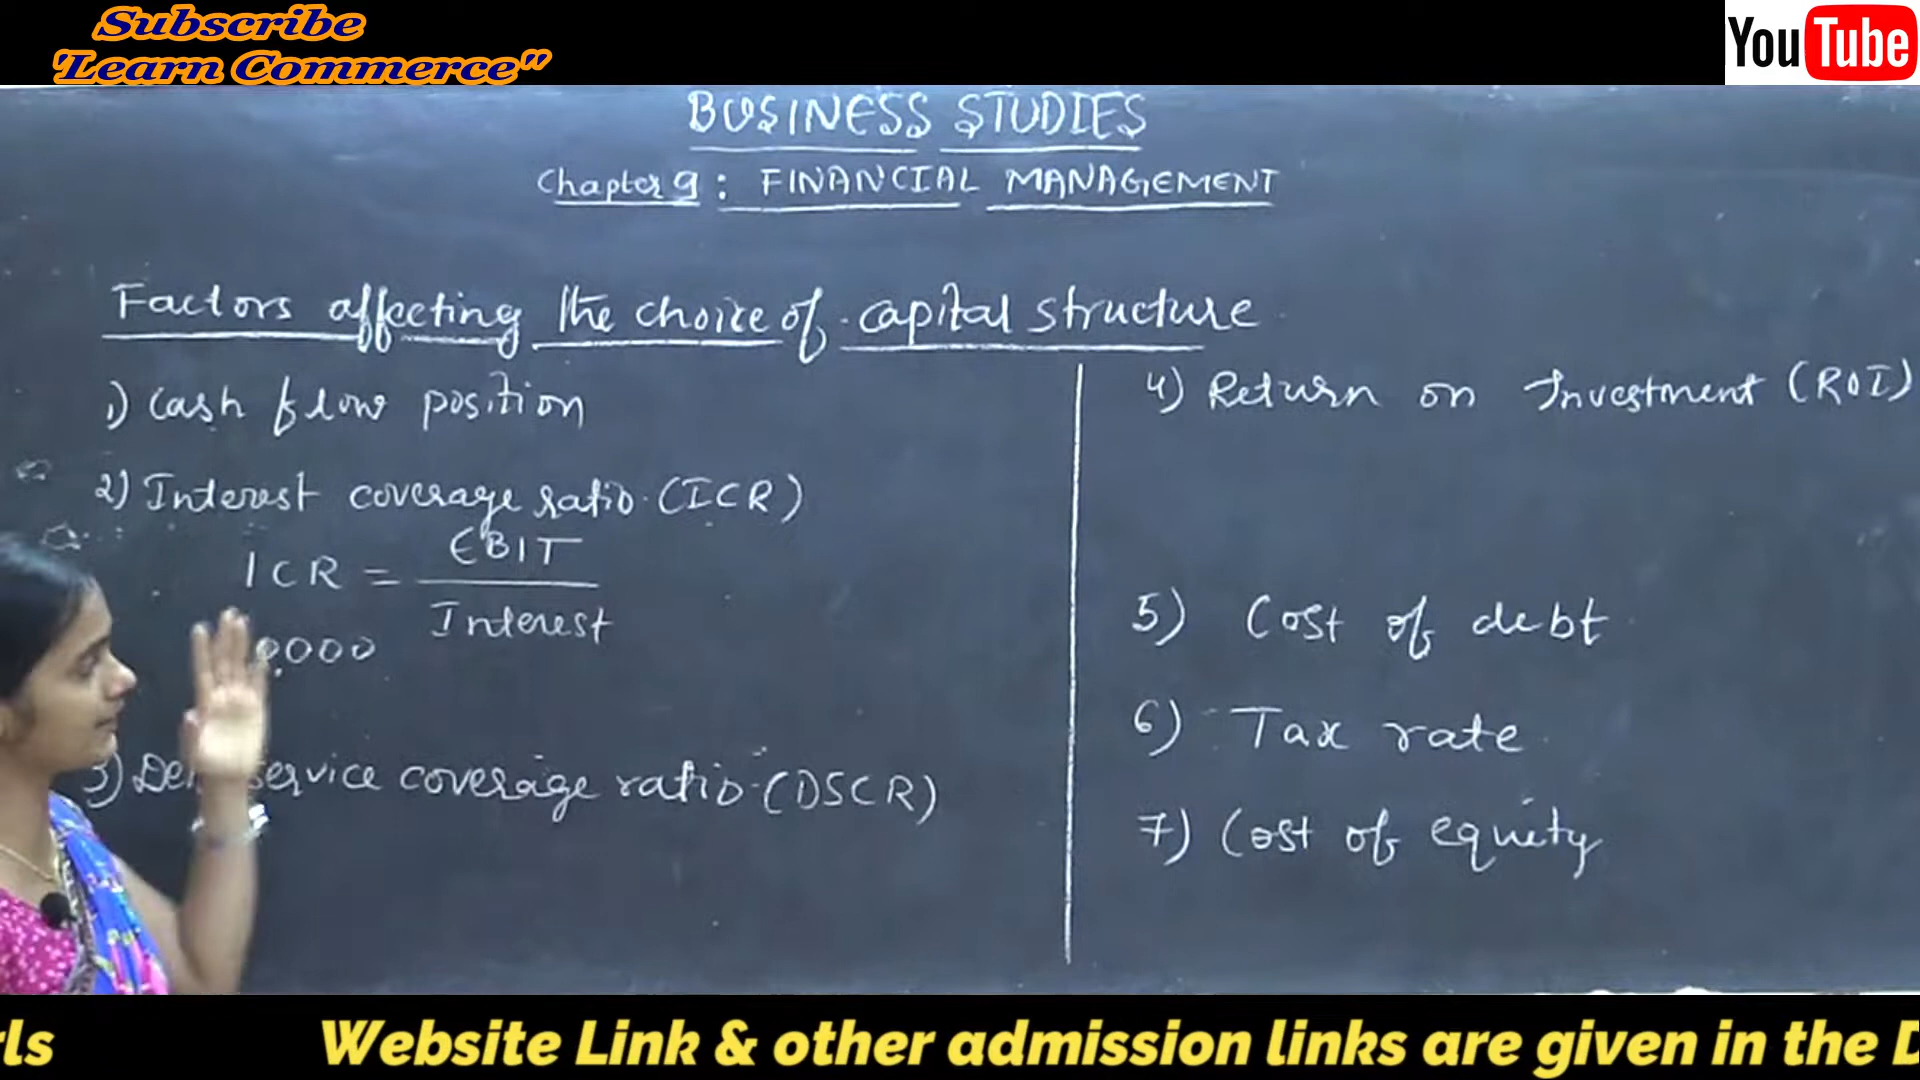 Subscribe
"Learn Commerce"
YouTube
BUSINESS STUDIES
Chapter 9 : FINANCIAL MANAGEMENT
Factors affecting the choice of capital structure
1) Cash flow position
2) Interest coverage ratio (ICR)
ICR = EBIT
Interest
0000
3) service coverage ratio (DSCR)
4) Return on Investment (ROI)
5) Cost of debt
6) Tax rate
7) Cost of equity
rls Website Link & other admission links are given in the D